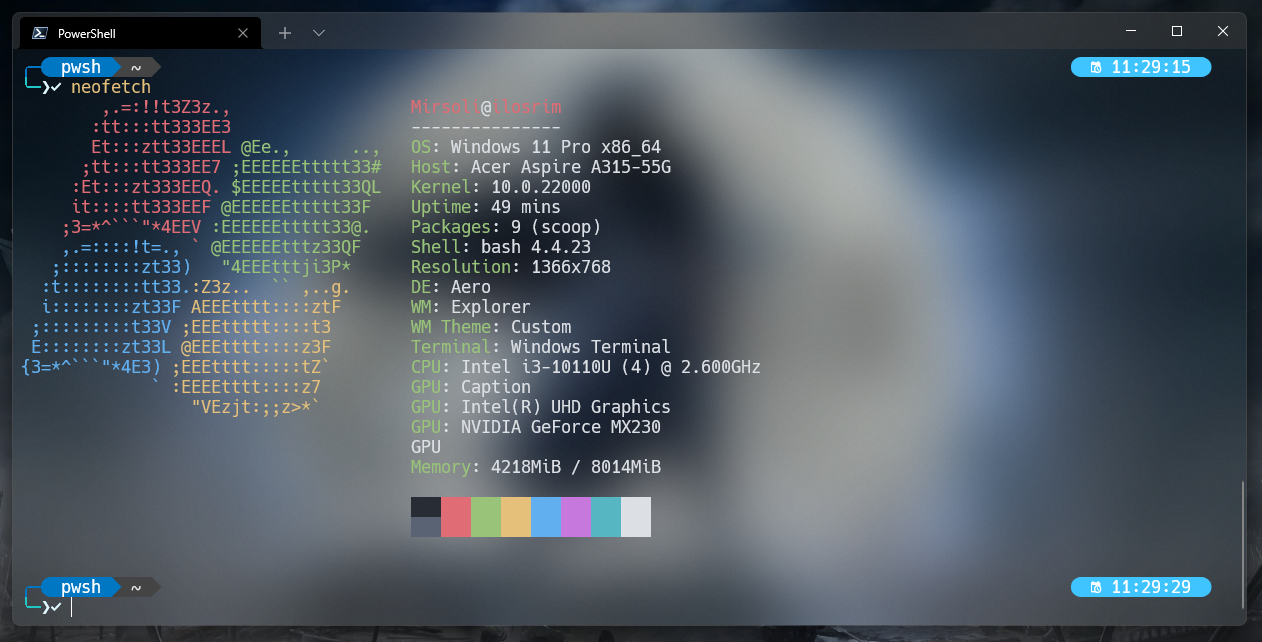 PowerShell
pwsh ~ 11:29:15
neofetch
,.=:!!t3Z3z.,
:tt:::tt333EE3
Et:::ztt33EEEL @Ee., ..,
;tt:::tt333EE7 ;EEEEEEttttt33#
:Et:::zt333EEQ. $EEEEEttttt33QL
it::::tt333EEF @EEEEEEttttt33F
;3=*^```"*4EEV :EEEEEEttttt33@.
,.=::::!t=., ` @EEEEEEtttz33QF
;::::::::zt33) "4EEEtttji3P*
:t::::::::tt33.:Z3z.. `` ,..g.
i::::::::zt33F AEEEtttt::::ztF
;:::::::::t33V ;EEEttttt::::t3
E::::::::zt33L @EEEtttt::::z3F
{3=*^```"*4E3) ;EEEtttt:::::tZ`
` :EEEEtttt::::z7
"VEzjt:;;z>*`
@
---------------
OS: Windows 11 Pro x86_64
Host: Acer Aspire A315-55G
Kernel: 10.0.22000
Uptime: 49 mins
Packages: 9 (scoop)
Shell: bash 4.4.23
Resolution: 1366x768
DE: Aero
WM: Explorer
WM Theme: Custom
Terminal: Windows Terminal
CPU: Intel i3-10110U (4) @ 2.600GHz
GPU: Caption
GPU: Intel(R) UHD Graphics
GPU: NVIDIA GeForce MX230
GPU
Memory: 4218MiB / 8014MiB
pwsh ~ 11:29:29